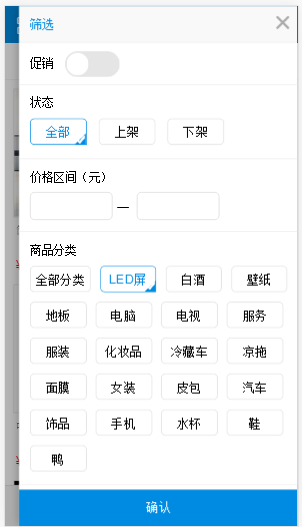 筛选
促销
状态
全部 上架 下架
价格区间（元）
—
商品分类
全部分类 LED屏 白酒 壁纸
地板 电脑 电视 服务
服装 化妆品 冷藏车 凉拖
面膜 女装 皮包 汽车
饰品 手机 水杯 鞋
鸭
确认